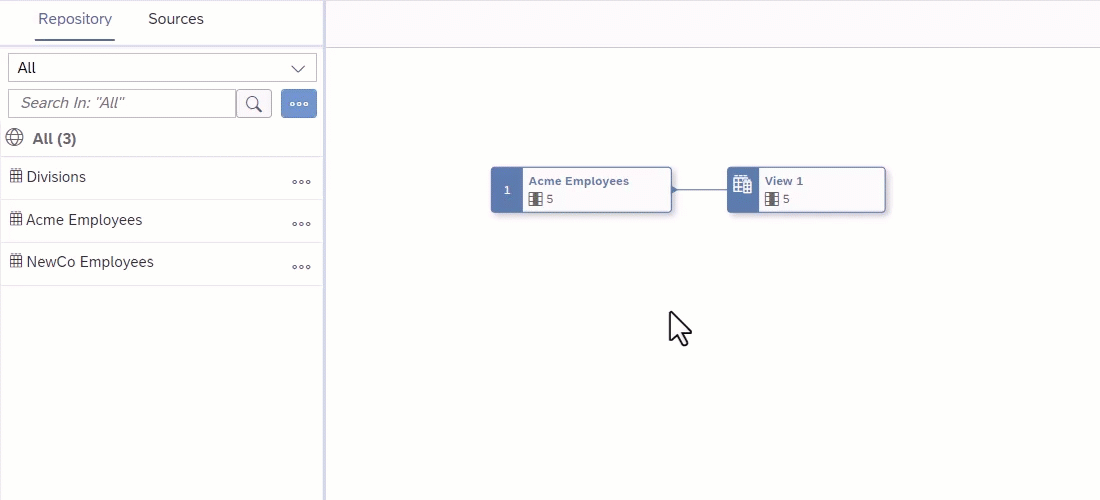 Repository Sources
All
Search In: "All"
All (3)
Divisions
Acme Employees
NewCo Employees
1 Acme Employees
5
View 1
5